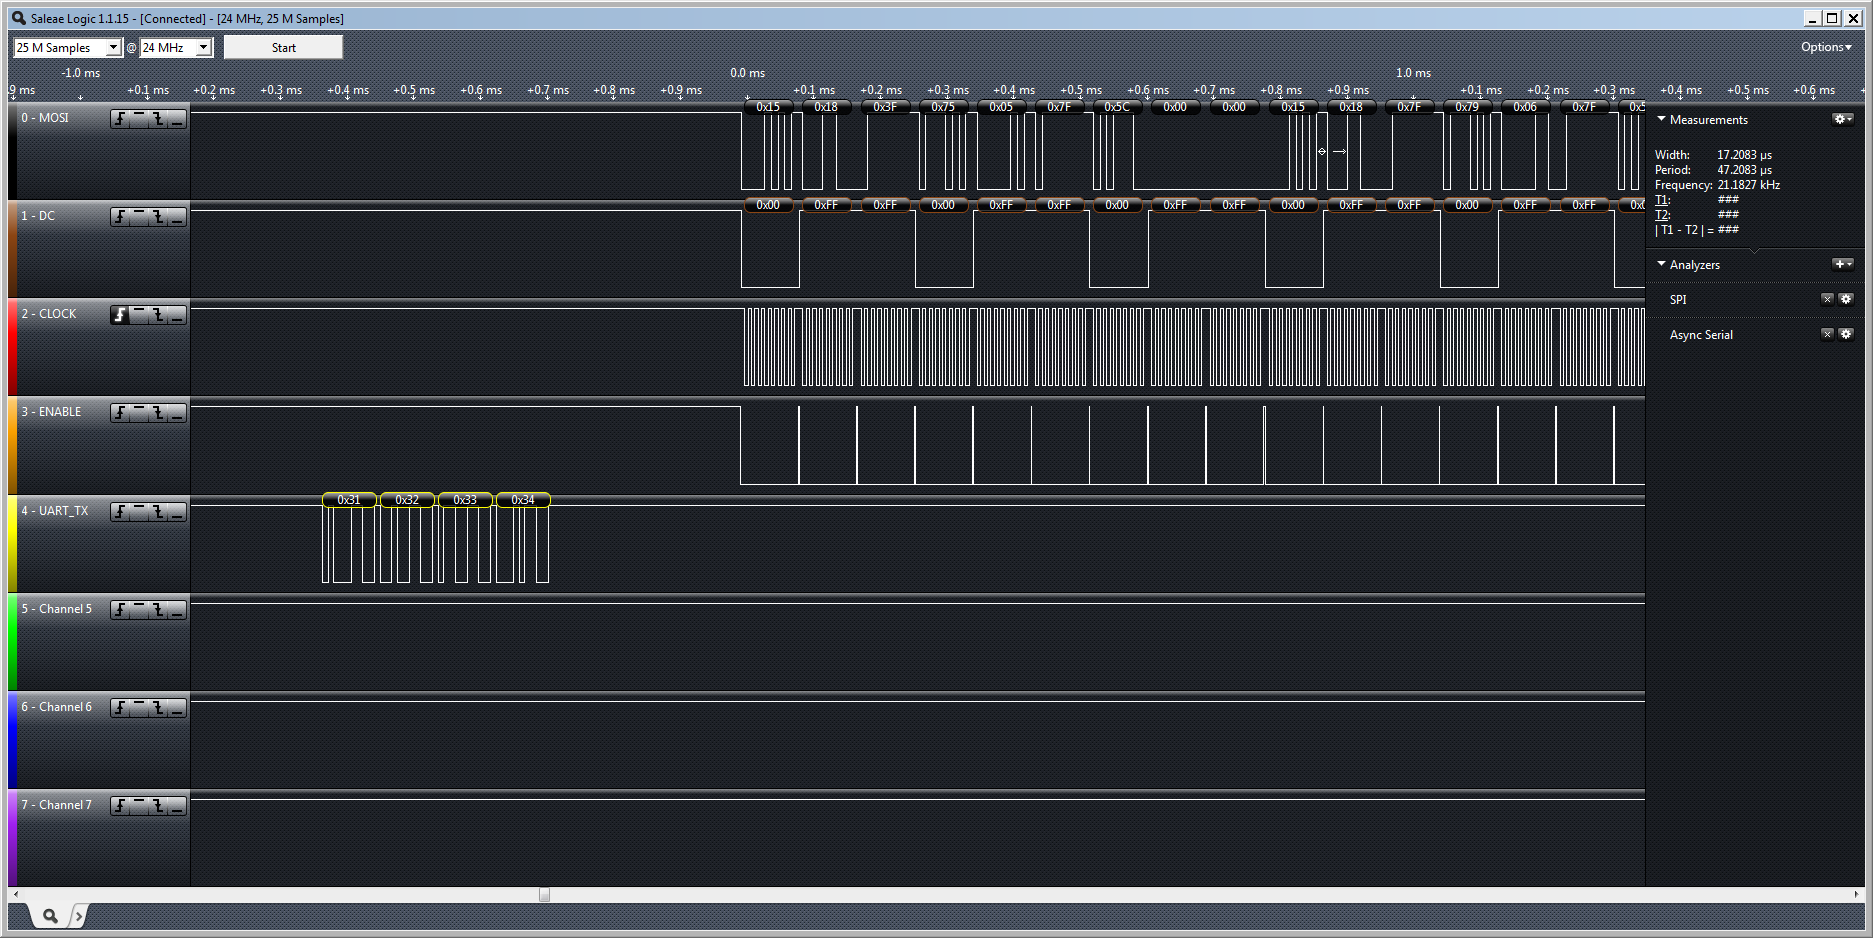 Saleae Logic 1.1.15 - [Connected] - [24 MHz, 25 M Samples]
25 M Samples @ 24 MHz Start Options
-1.0 ms 0.0 ms 1.0 ms
.9 ms +0.1 ms +0.2 ms +0.3 ms +0.4 ms +0.5 ms +0.6 ms +0.7 ms +0.8 ms +0.9 ms +0.1 ms +0.2 ms +0.3 ms +0.4 ms +0.5 ms +0.6 ms +0.7 ms +0.8 ms +0.9 ms +0.1 ms +0.2 ms +0.3 ms +0.4 ms +0.5 ms +0.6 ms
0x15 0x18 0x3F 0x75 0x05 0x7F 0x5C 0x00 0x00 0x15 0x18 0x7F 0x79 0x06 0x7F 0x5
0 - MOSI
0x00 0xFF 0xFF 0x00 0xFF 0xFF 0x00 0xFF 0xFF 0x00 0xFF 0xFF 0x00 0xFF 0xFF
1 - DC
2 - CLOCK
3 - ENABLE
0x31 0x32 0x33 0x34
4 - UART_TX
5 - Channel 5
6 - Channel 6
7 - Channel 7
Measurements
Width: 17.2083 µs
Period: 47.2083 µs
Frequency: 21.1827 kHz
T1: ###
T2: ###
| T1 - T2 | = ###
Analyzers
SPI
Async Serial